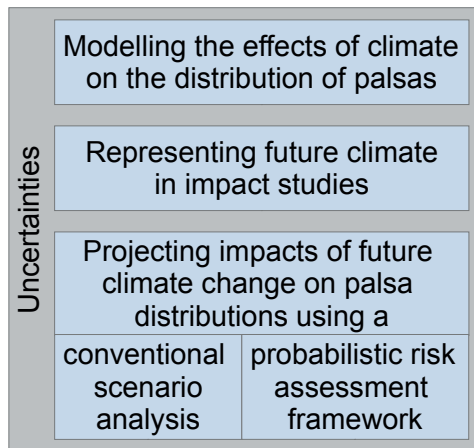 Uncertainties
Modelling the effects of climate
on the distribution of palsas
Representing future climate
in impact studies
Projecting impacts of future
climate change on palsa
distributions using a
conventional
scenario
analysis
probabilistic risk
assessment
framework